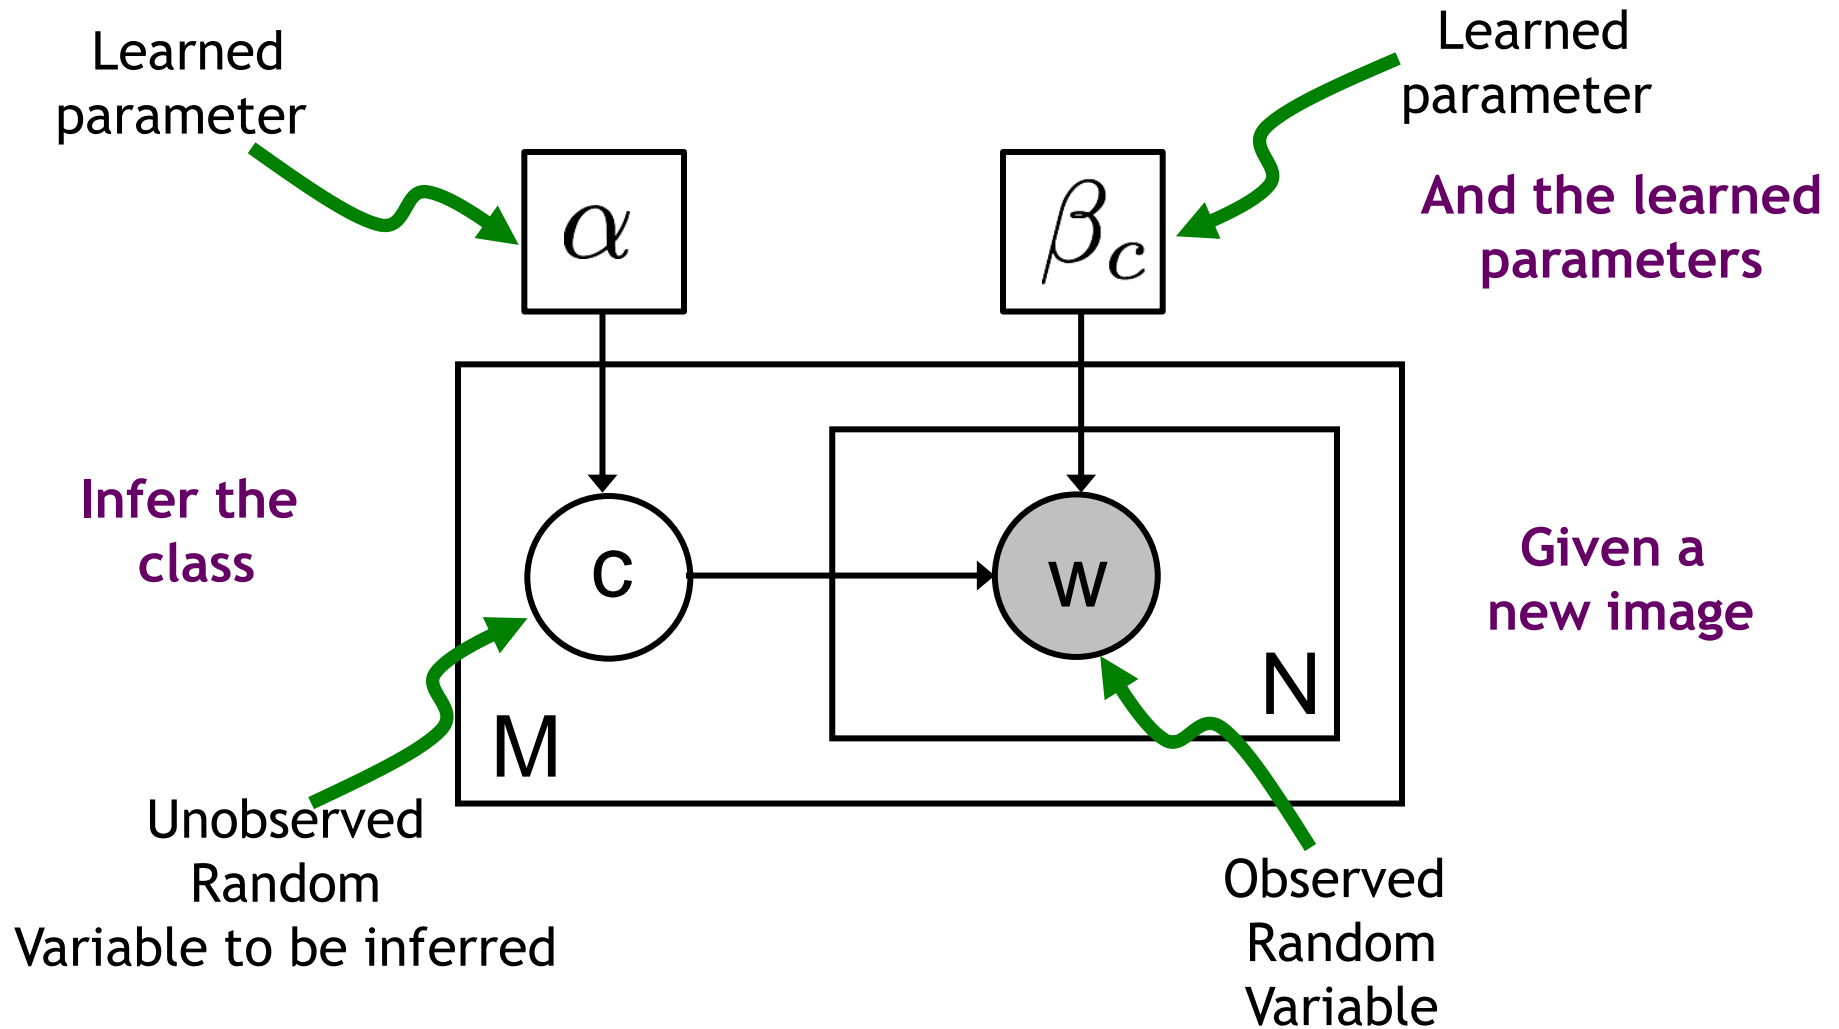 Learned
parameter
Learned
parameter
α
β_c
And the learned
parameters
Infer the
class
c
w
Given a
new image
N
M
Unobserved
Random
Variable to be inferred
Observed
Random
Variable